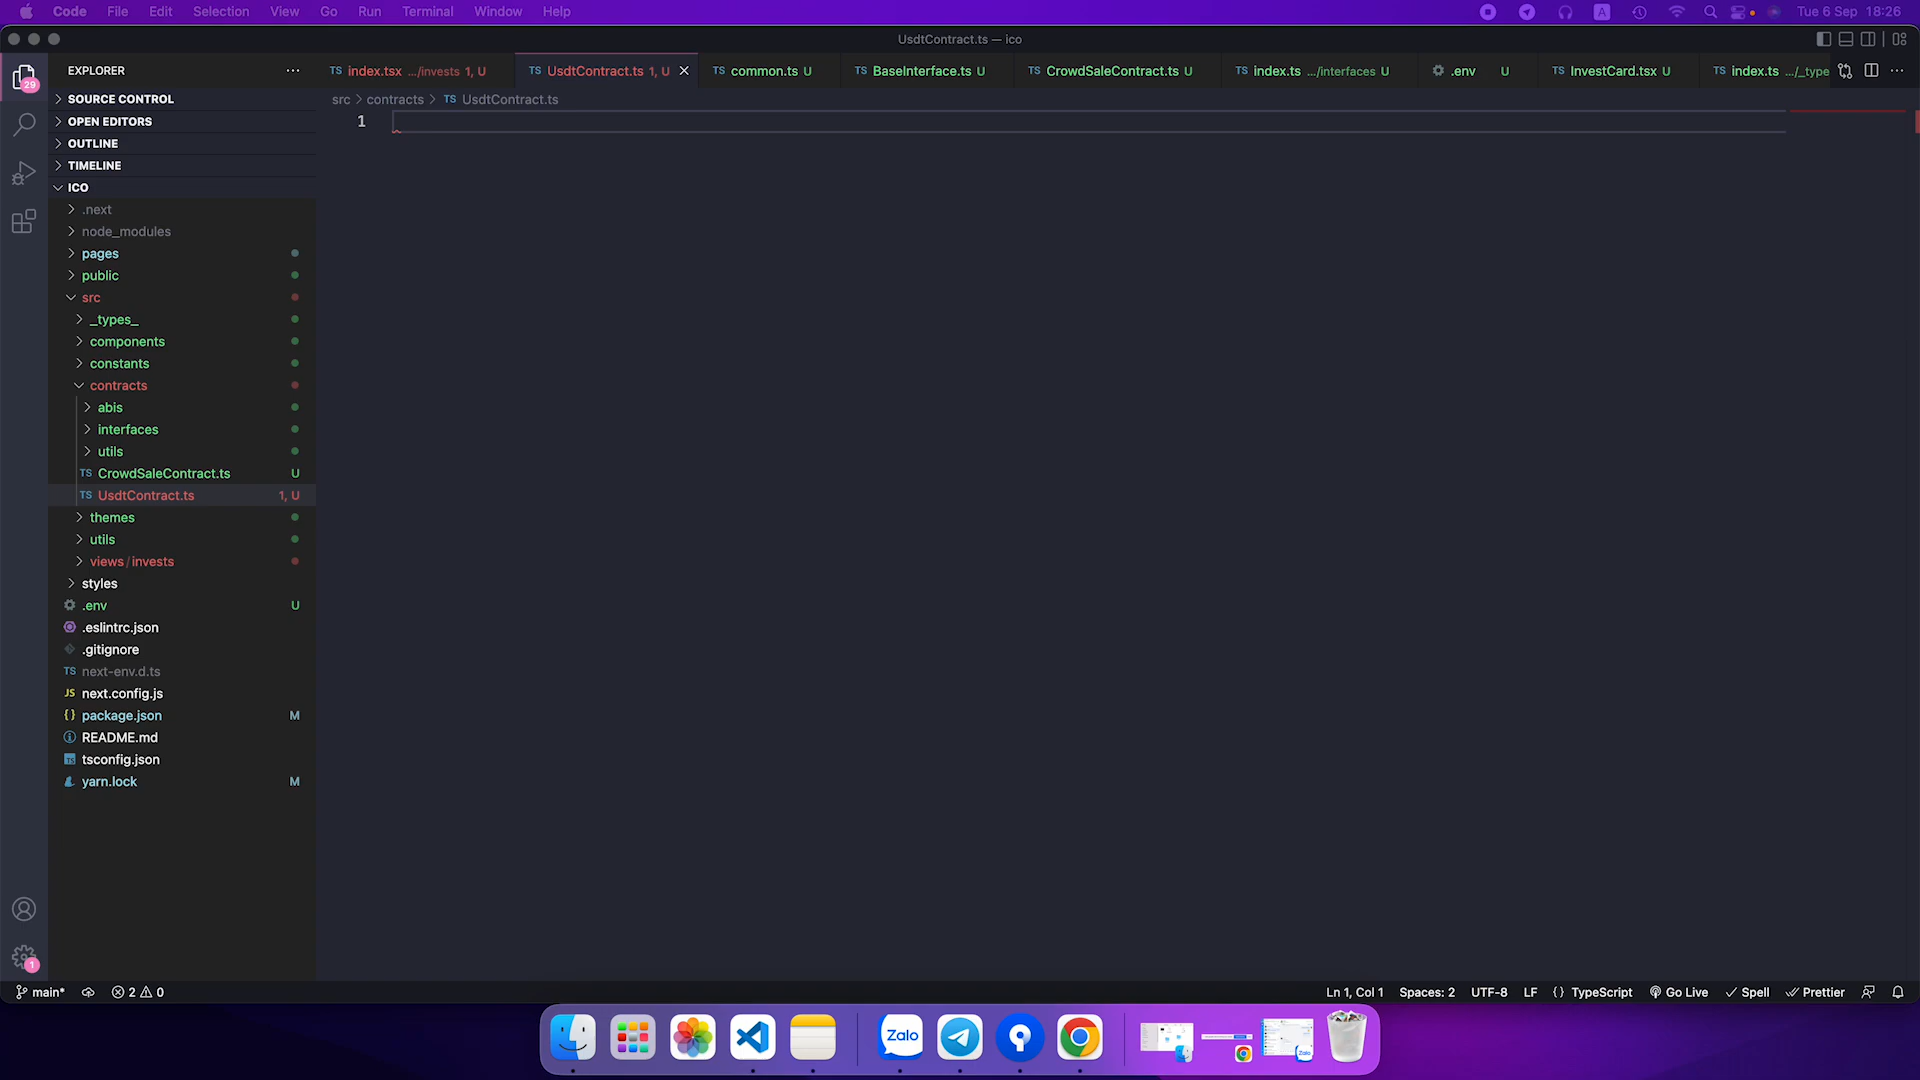 Code File Edit Selection View Go Run Terminal Window Help
A Tue 6 Sep 18:26
UsdtContract.ts — ico
EXPLORER
TS index.tsx .../invests 1, U
TS UsdtContract.ts 1, U
TS common.ts U
TS BaseInterface.ts U
TS CrowdSaleContract.ts U
TS index.ts .../interfaces U
.env U
TS InvestCard.tsx U
TS index.ts .../_type
29
src > contracts > TS UsdtContract.ts
1
SOURCE CONTROL
OPEN EDITORS
OUTLINE
TIMELINE
ICO
.next
node_modules
pages
public
src
_types_
components
constants
contracts
abis
interfaces
utils
TS CrowdSaleContract.ts U
TS UsdtContract.ts 1, U
themes
utils
views / invests
styles
.env U
.eslintrc.json
.gitignore
TS next-env.d.ts
JS next.config.js
{} package.json M
README.md
TS tsconfig.json
yarn.lock M
1
main* 2 0
Ln 1, Col 1 Spaces: 2 UTF-8 LF {} TypeScript Go Live Spell Prettier
Zalo
Zalo